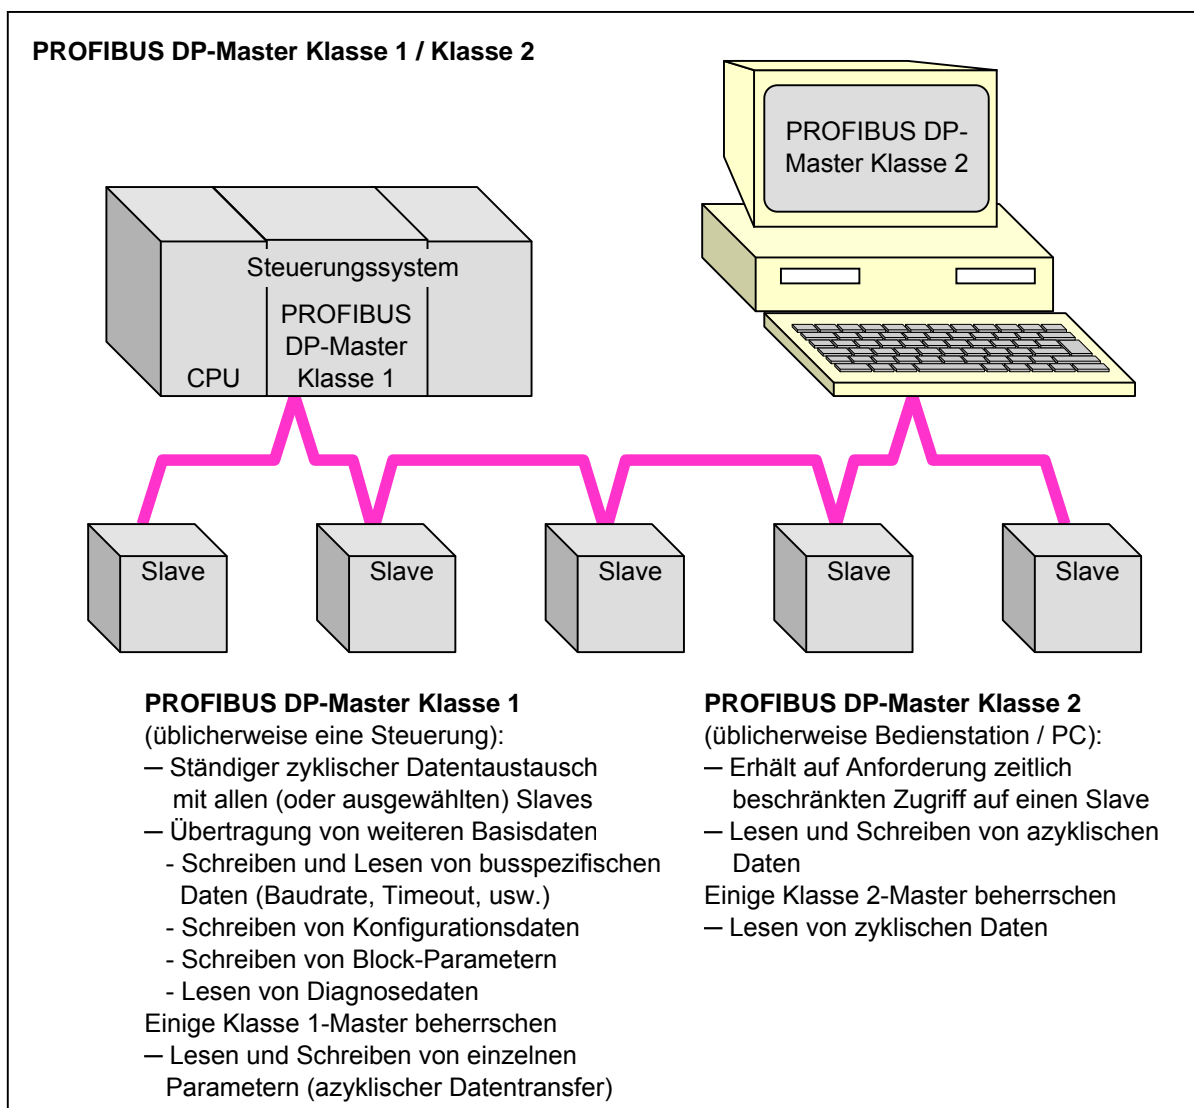 PROFIBUS DP-Master Klasse 1 / Klasse 2
PROFIBUS DP-
Master Klasse 2
Steuerungssystem
PROFIBUS
DP-Master
Klasse 1
CPU
Slave
Slave
Slave
Slave
Slave
PROFIBUS DP-Master Klasse 1
(üblicherweise eine Steuerung):
— Ständiger zyklischer Datentaustausch
mit allen (oder ausgewählten) Slaves
— Übertragung von weiteren Basisdaten
- Schreiben und Lesen von busspezifischen
Daten (Baudrate, Timeout, usw.)
- Schreiben von Konfigurationsdaten
- Schreiben von Block-Parametern
- Lesen von Diagnosedaten
Einige Klasse 1-Master beherrschen
— Lesen und Schreiben von einzelnen
Parametern (azyklischer Datentransfer)
PROFIBUS DP-Master Klasse 2
(üblicherweise Bedienstation / PC):
— Erhält auf Anforderung zeitlich
beschränkten Zugriff auf einen Slave
— Lesen und Schreiben von azyklischen
Daten
Einige Klasse 2-Master beherrschen
— Lesen von zyklischen Daten